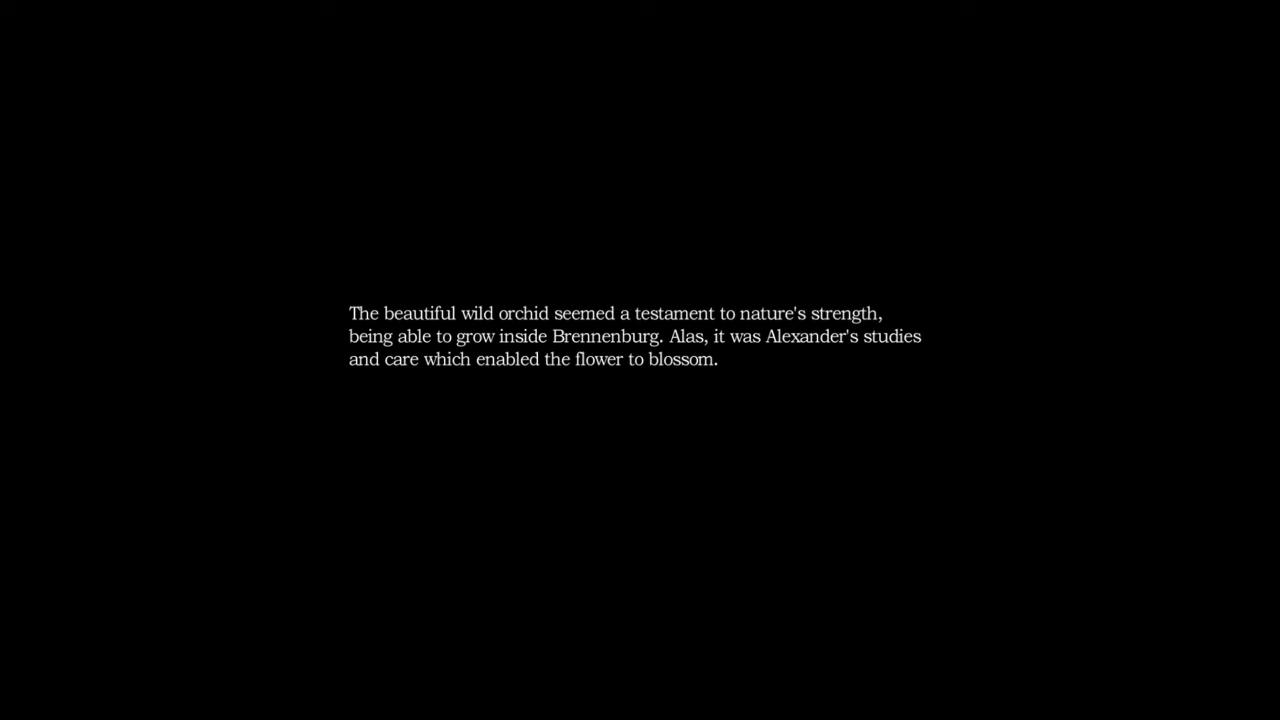 The beautiful wild orchid seemed a testament to nature's strength,
being able to grow inside Brennenburg. Alas, it was Alexander's studies
and care which enabled the flower to blossom.